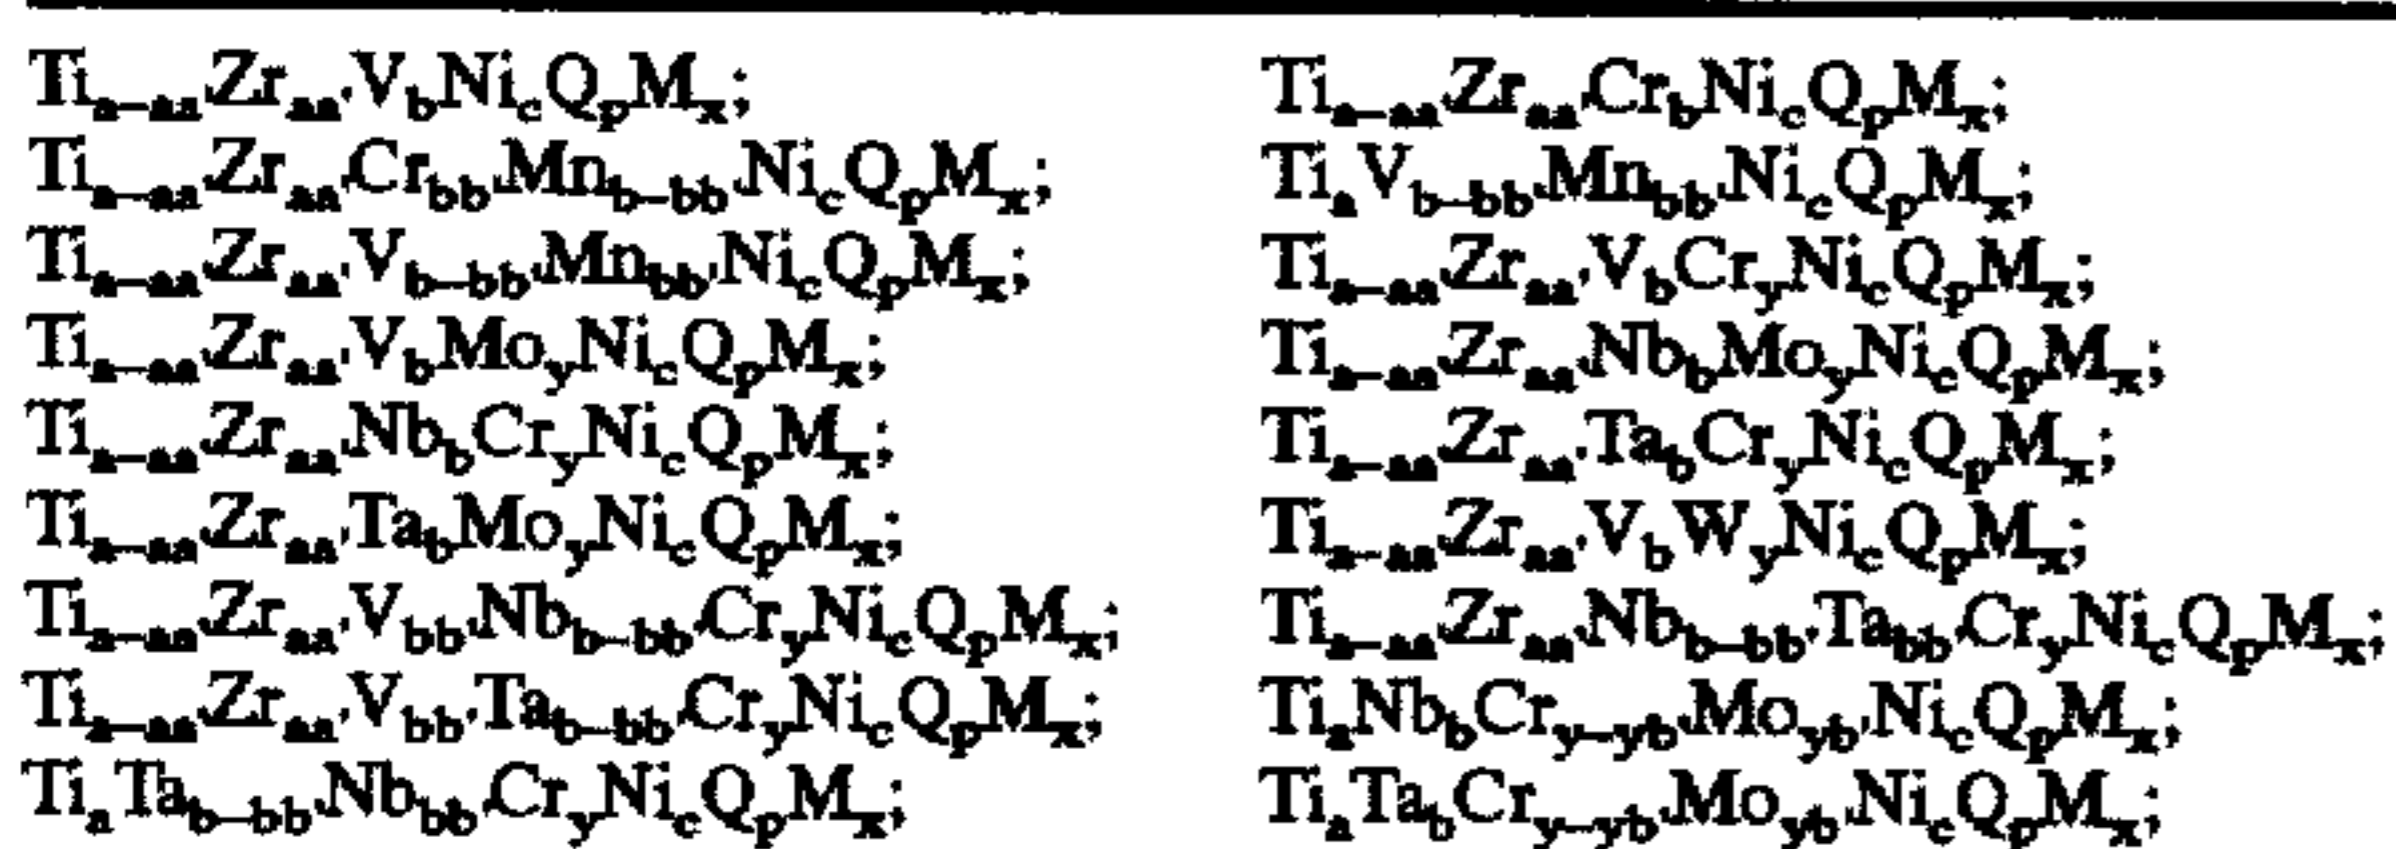 Ti_{a-aa'}Zr_{aa'}V_bNi_cQ_pM_x; Ti_{a-aa'}Zr_{aa'}Cr_bNi_cQ_pM_x;
Ti_{a-aa'}Zr_{aa'}Cr_{bb'}Mn_{b-bb'}Ni_cQ_pM_x; Ti_aV_{b-bb'}Mn_{bb'}Ni_cQ_pM_x;
Ti_{a-aa'}Zr_{aa'}V_{b-bb'}Mn_{bb'}Ni_cQ_pM_x; Ti_{a-aa'}Zr_{aa'}V_bCr_yNi_cQ_pM_x;
Ti_{a-aa'}Zr_{aa'}V_bMo_yNi_cQ_pM_x; Ti_{a-aa'}Zr_{aa'}Nb_bMo_yNi_cQ_pM_x;
Ti_{a-aa'}Zr_{aa'}Nb_bCr_yNi_cQ_pM_x; Ti_{a-aa'}Zr_{aa'}Ta_bCr_yNi_cQ_pM_x;
Ti_{a-aa'}Zr_{aa'}Ta_bMo_yNi_cQ_pM_x; Ti_{a-aa'}Zr_{aa'}V_bW_yNi_cQ_pM_x;
Ti_{a-aa'}Zr_{aa'}V_{bb'}Nb_{b-bb'}Cr_yNi_cQ_pM_x; Ti_{a-aa'}Zr_{aa'}Nb_{b-bb'}Ta_{bb'}Cr_yNi_cQ_pM_x;
Ti_{a-aa'}Zr_{aa'}V_{bb'}Ta_{b-bb'}Cr_yNi_cQ_pM_x; Ti_aNb_bCr_{y-yb'}Mo_{yb'}Ni_cQ_pM_x;
Ti_aTa_{b-bb'}Nb_{bb'}Cr_yNi_cQ_pM_x; Ti_aTa_bCr_{y-yb'}Mo_{yb'}Ni_cQ_pM_x;